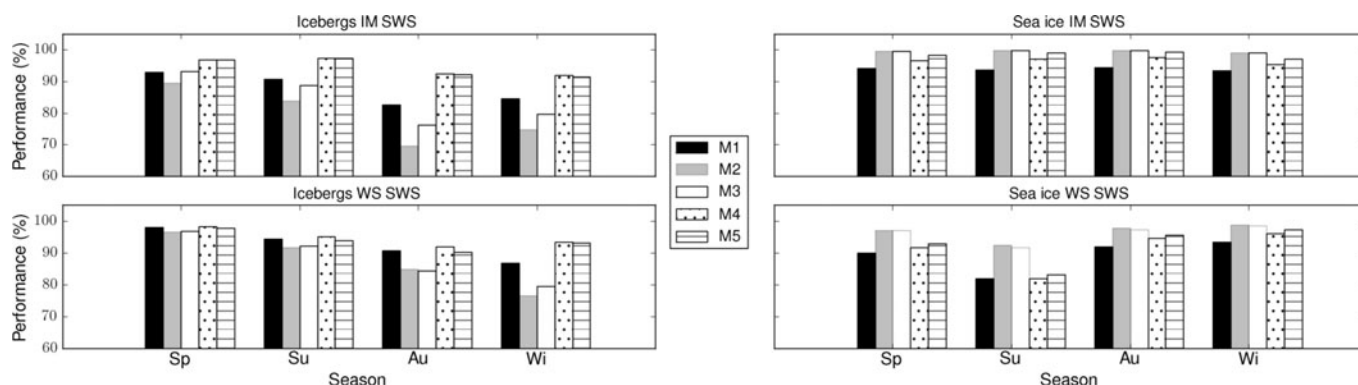 Icebergs IM SWS
Performance (%)
100
90
80
70
60
Icebergs WS SWS
Performance (%)
100
90
80
70
60
Sp Su Au Wi
Season
M1
M2
M3
M4
M5
Sea ice IM SWS
Sea ice WS SWS
Sp Su Au Wi
Season